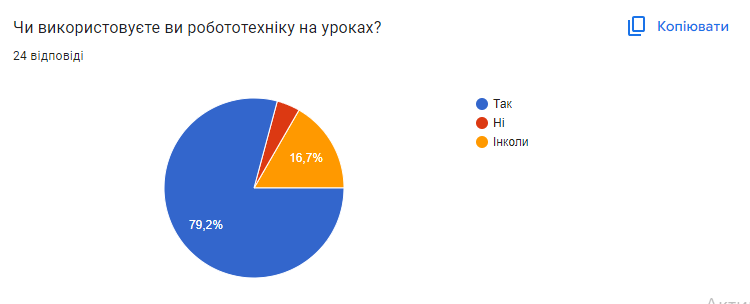 Чи використовуєте ви робототехніку на уроках?
Копіювати
24 відповіді
Так
Ні
Інколи
16,7%
79,2%